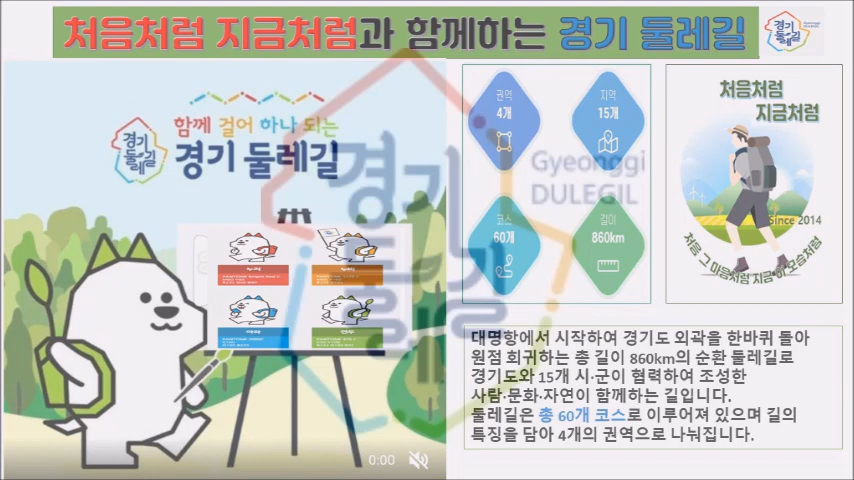 처음처럼 지금처럼과 함께하는 경기 둘레길
경기
둘레길
함께 걸어 하나 되는
경기 둘레길
경기
둘레길
0:00
권역
4개
지역
15개
코스
60개
길이
860km
경기
둘레길
Gyeonggi
DULEGIL
처음처럼
지금처럼
Since 2014
처음 그 마음처럼 지금 이 모습처럼
대명항에서 시작하여 경기도 외곽을 한바퀴 돌아
원점 회귀하는 총 길이 860km의 순환 둘레길로
경기도와 15개 시·군이 협력하여 조성한
사람·문화·자연이 함께하는 길입니다.
둘레길은 총 60개 코스로 이루어져 있으며 길의
특징을 담아 4개의 권역으로 나눠집니다.